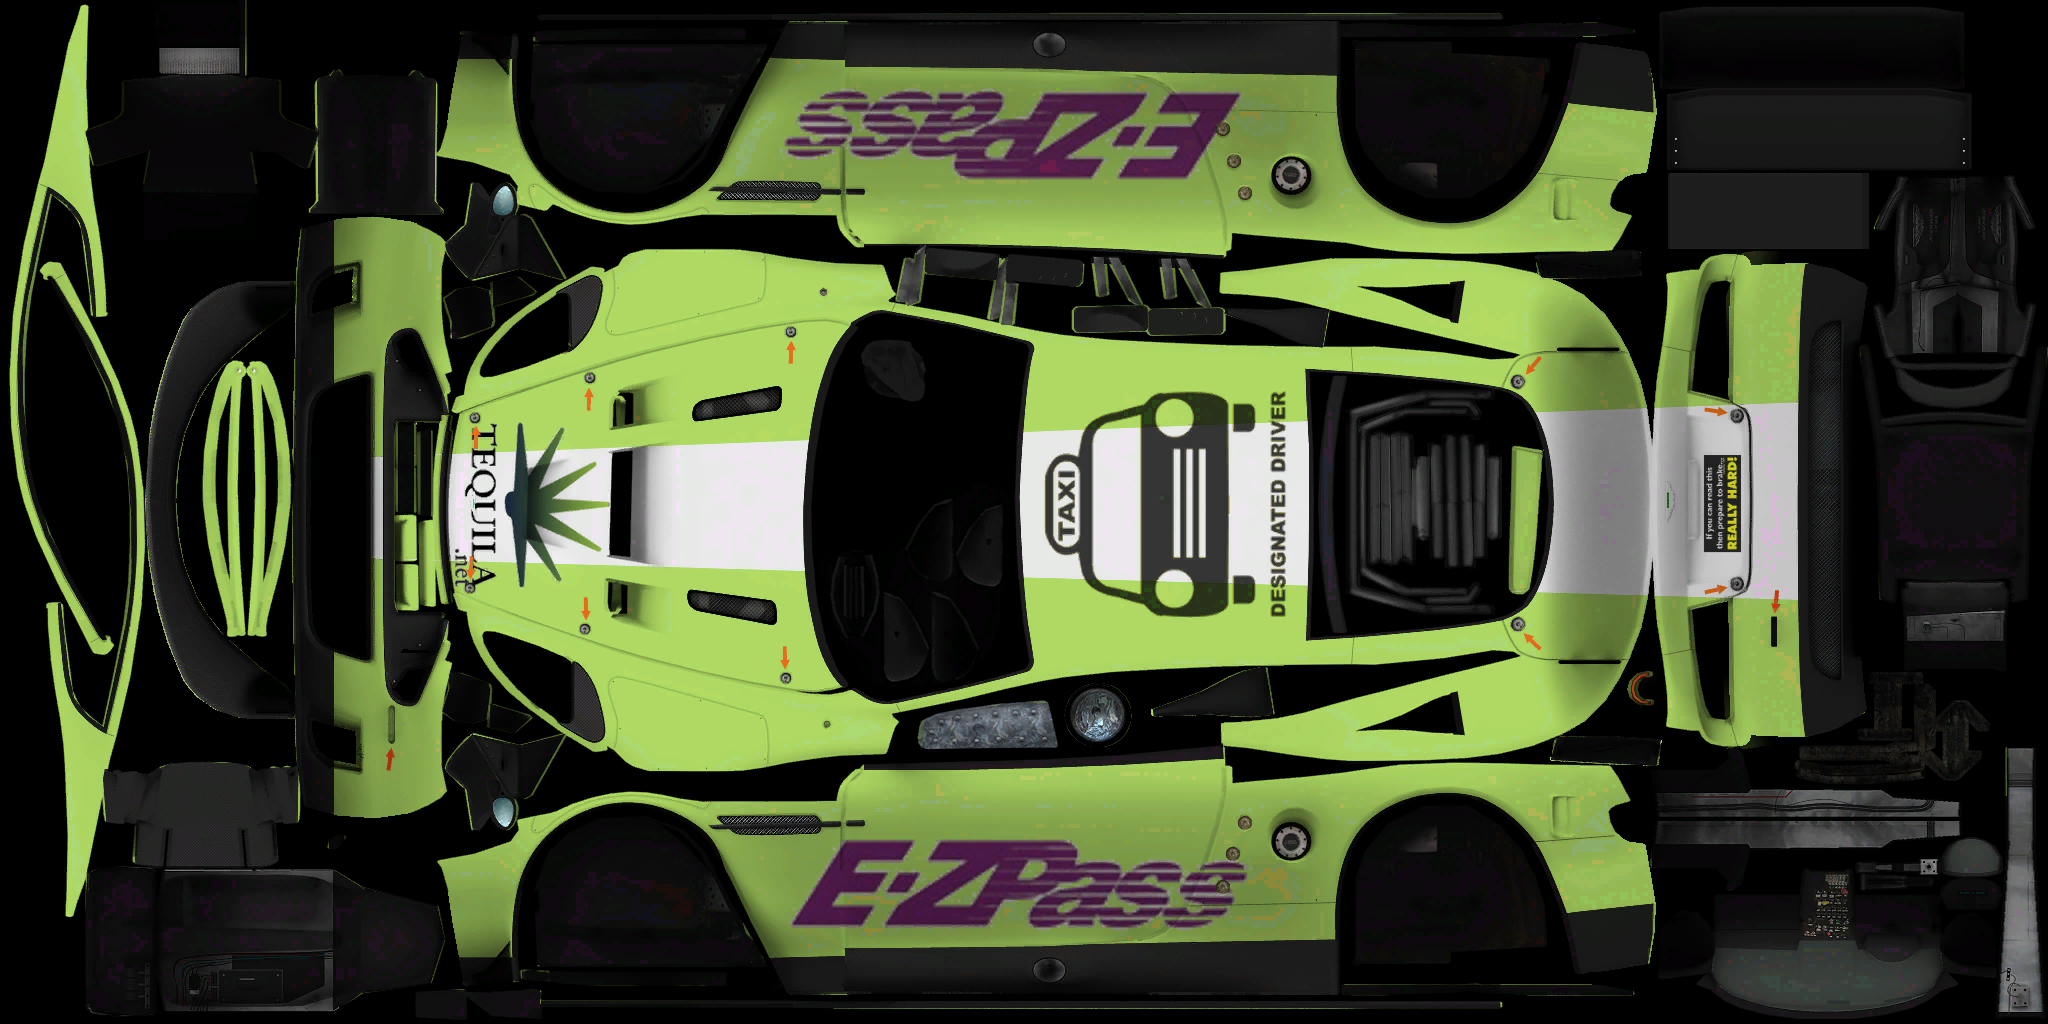 E-ZPass
TEQUILA
.net
TAXI
DESIGNATED DRIVER
If you can read this
then prepare to brake...
REALLY HARD!
E-ZPass